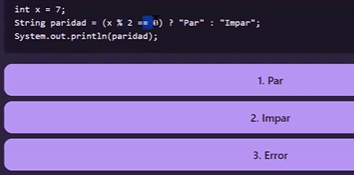 int x = 7;
String paridad = (x % 2 == 0) ? "Par" : "Impar";
System.out.println(paridad);
1. Par
2. Impar
3. Error